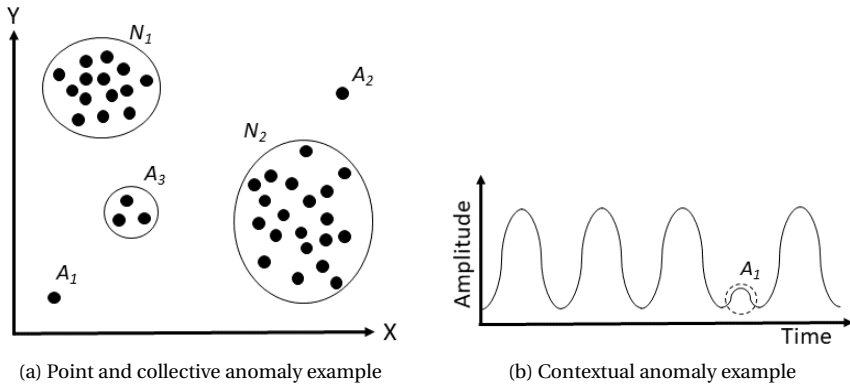 Y
N1
A2
N2
A3
A1
X
(a) Point and collective anomaly example
Amplitude
A1
Time
(b) Contextual anomaly example